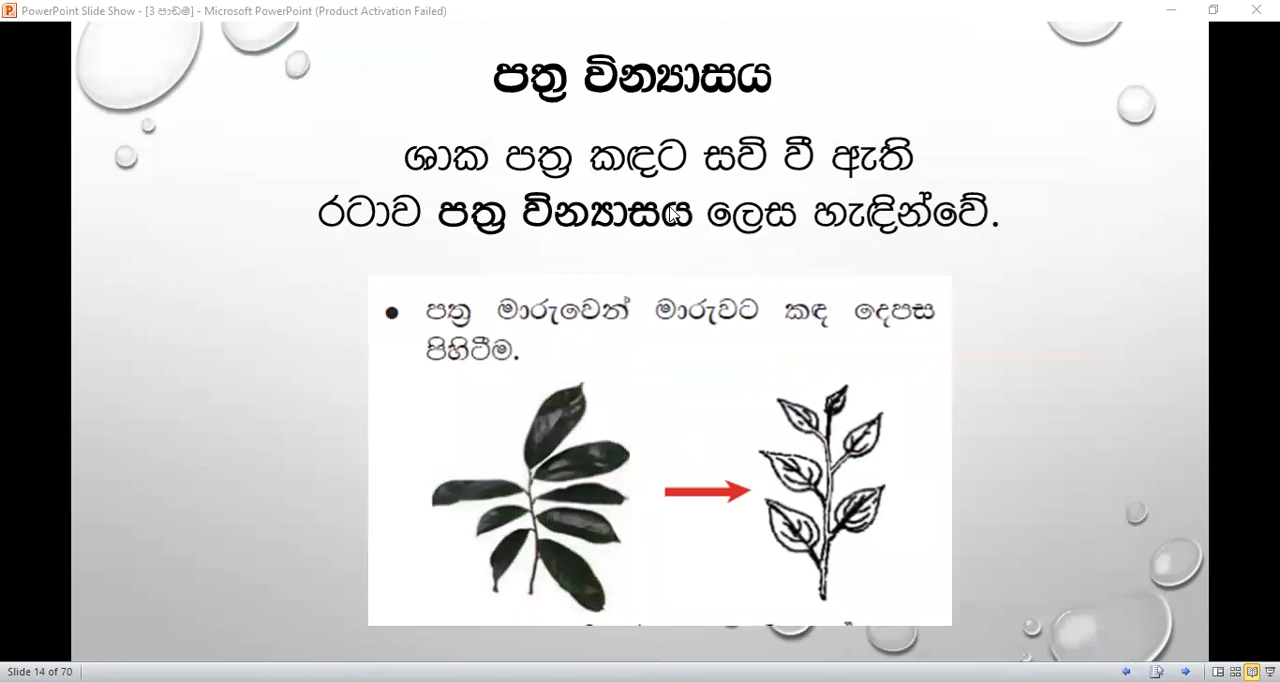 PowerPoint Slide Show - [3 පාඩම] - Microsoft PowerPoint (Product Activation Failed)
පත්‍ර වින්‍යාසය
ශාක පත්‍ර කඳට සවි වී ඇති
රටාව පත්‍ර වින්‍යාසය ලෙස හැඳින්වේ.
● පත්‍ර මාරුවෙන් මාරුවට කඳ දෙපස
පිහිටීම.
Slide 14 of 70